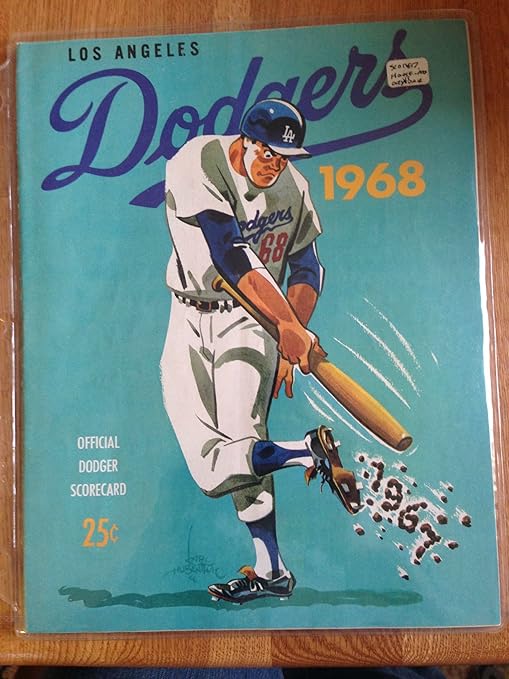 LOS ANGELES
Dodgers
1968
LA
Dodgers
68
OFFICIAL
DODGER
SCORECARD
25¢
1967